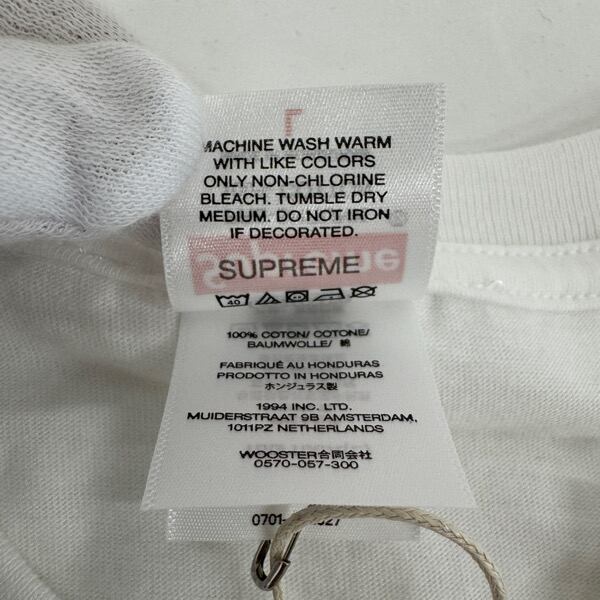 MACHINE WASH WARM
WITH LIKE COLORS
ONLY NON-CHLORINE
BLEACH. TUMBLE DRY
MEDIUM. DO NOT IRON
IF DECORATED.
SUPREME
40
100% COTON/ COTONE/
BAUMWOLLE/ 綿
FABRIQUÉ AU HONDURAS
PRODOTTO IN HONDURAS
ホンジュラス製
1994 INC. LTD.
MUIDERSTRAAT 9B AMSTERDAM,
1011PZ NETHERLANDS
WOOSTER合同会社
0570-057-300